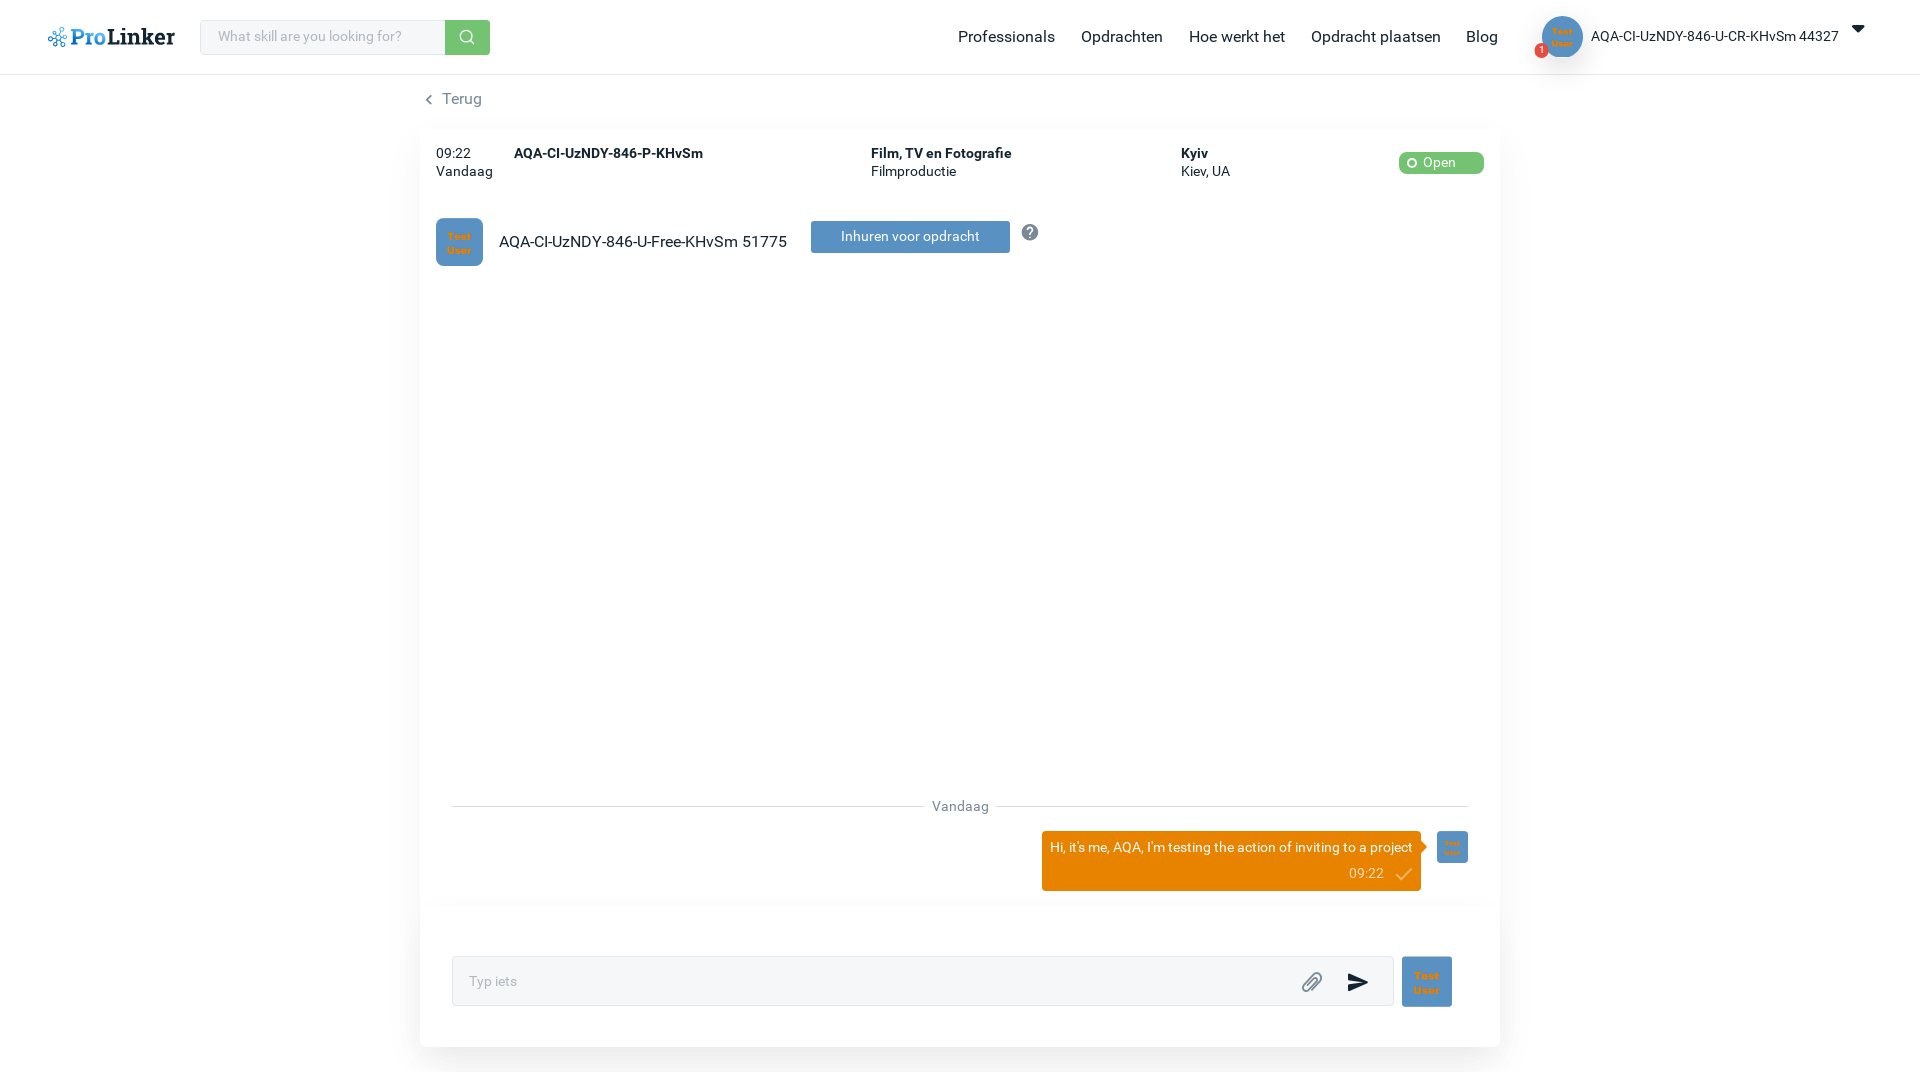 ProLinker
What skill are you looking for?
Professionals
Opdrachten
Hoe werkt het
Opdracht plaatsen
Blog
Test
User
1
AQA-CI-UzNDY-846-U-CR-KHvSm 44327
Terug
09:22
Vandaag
AQA-CI-UzNDY-846-P-KHvSm
Film, TV en Fotografie
Filmproductie
Kyiv
Kiev, UA
Open
Test
User
AQA-CI-UzNDY-846-U-Free-KHvSm 51775
Inhuren voor opdracht
?
Vandaag
Hi, it's me, AQA, I'm testing the action of inviting to a project
09:22
Test
User
Typ iets
Test
User